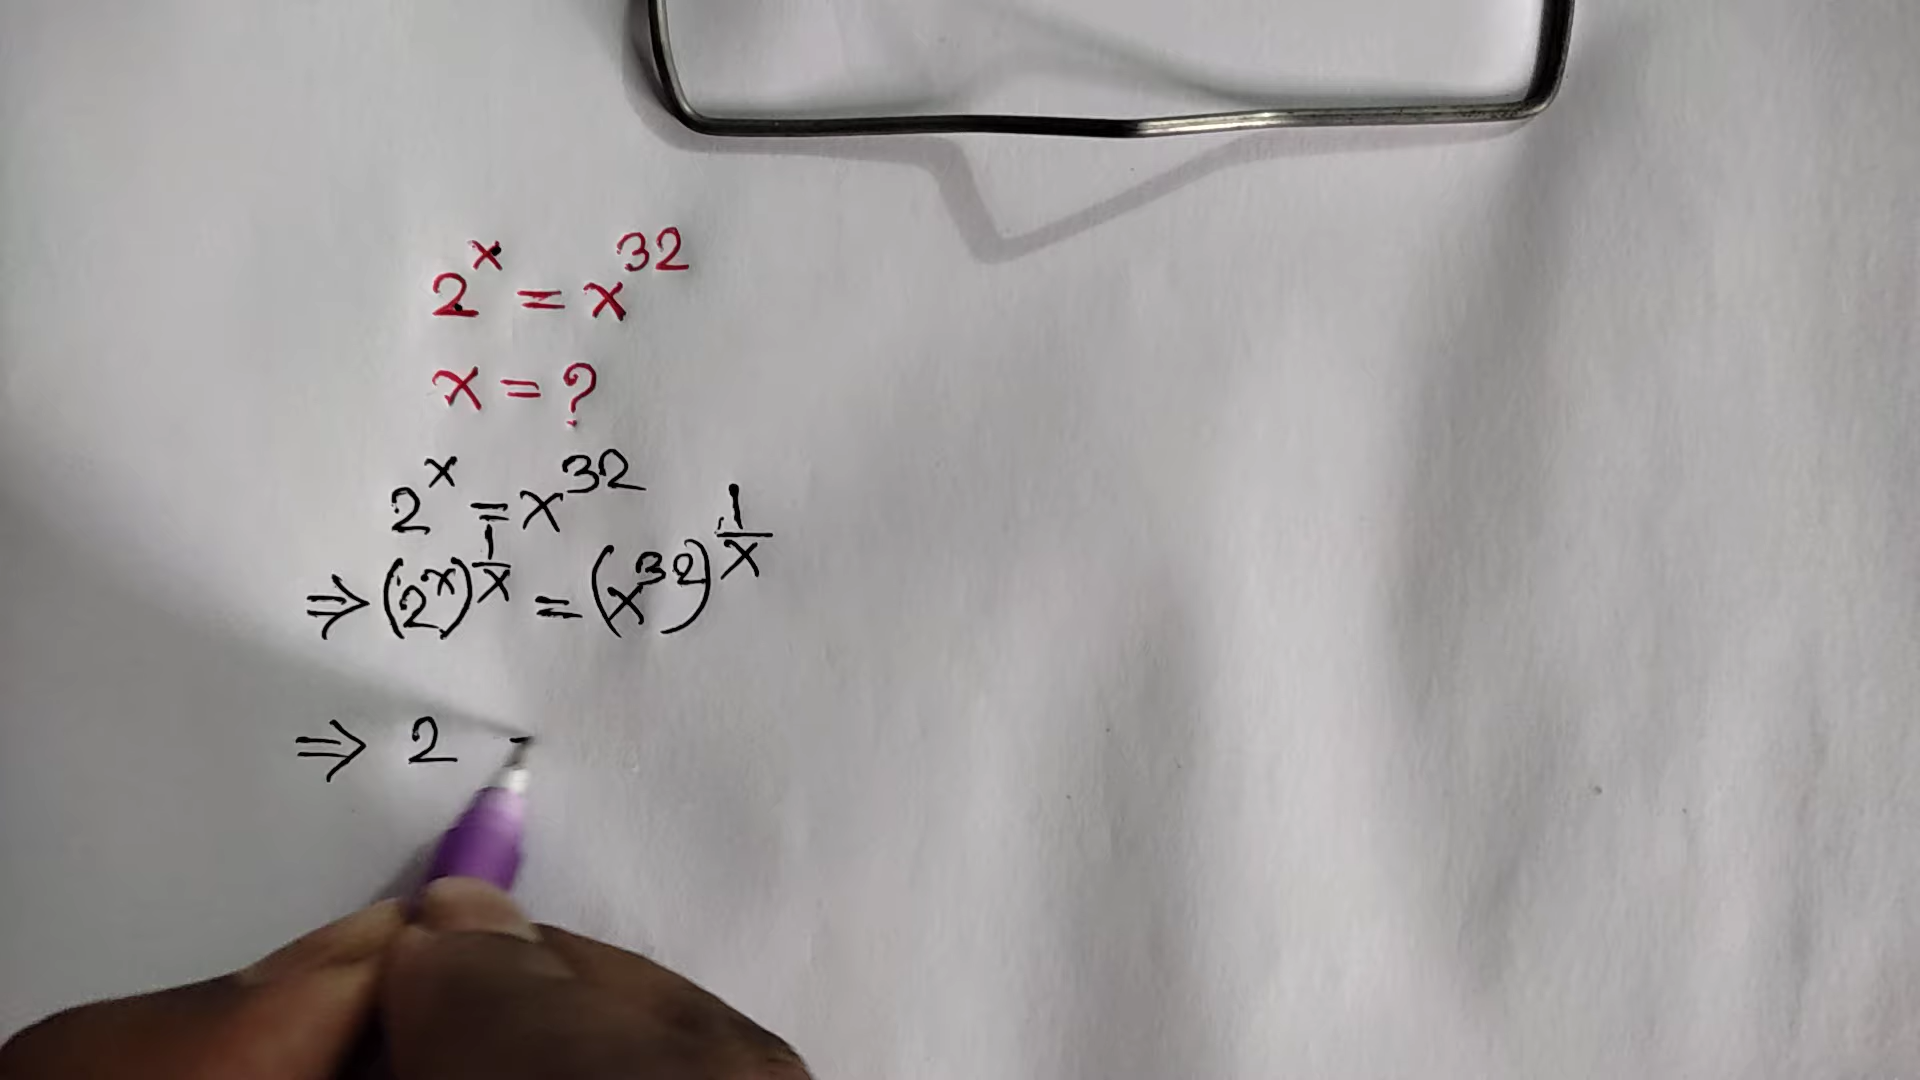 2^x = x^32
x = ?
2^x = x^32
⇒ (2^x)^(1/x) = (x^32)^(1/x)
⇒ 2 -